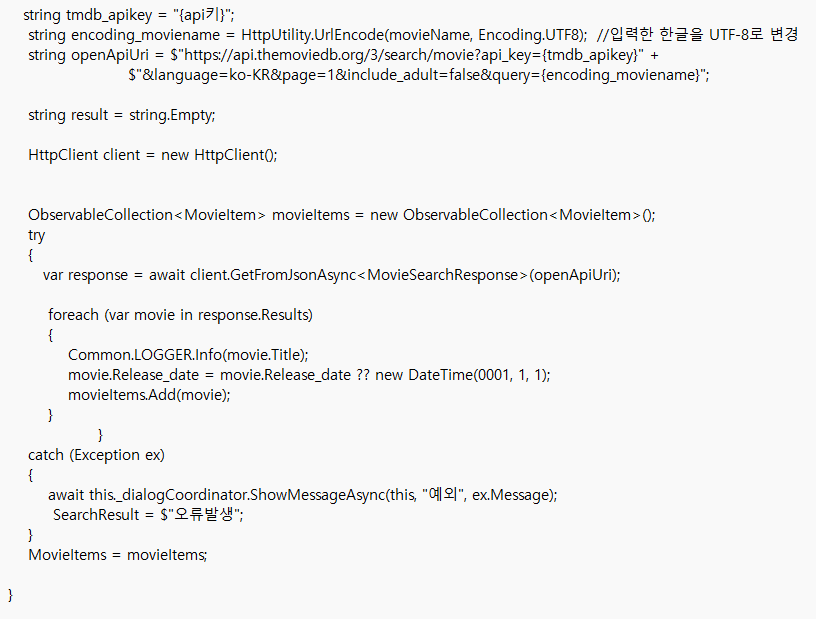 string tmdb_apikey = "{api키}";
string encoding_moviename = HttpUtility.UrlEncode(movieName, Encoding.UTF8);  //입력한 한글을 UTF-8로 변경
string openApiUri = $"https://api.themoviedb.org/3/search/movie?api_key={tmdb_apikey}" +
$"&language=ko-KR&page=1&include_adult=false&query={encoding_moviename}";
string result = string.Empty;
HttpClient client = new HttpClient();
ObservableCollection<MovieItem> movieItems = new ObservableCollection<MovieItem>();
try
{
var response = await client.GetFromJsonAsync<MovieSearchResponse>(openApiUri);
foreach (var movie in response.Results)
{
Common.LOGGER.Info(movie.Title);
movie.Release_date = movie.Release_date ?? new DateTime(0001, 1, 1);
movieItems.Add(movie);
}
}
catch (Exception ex)
{
await this._dialogCoordinator.ShowMessageAsync(this, "예외", ex.Message);
SearchResult = $"오류발생";
}
MovieItems = movieItems;
}